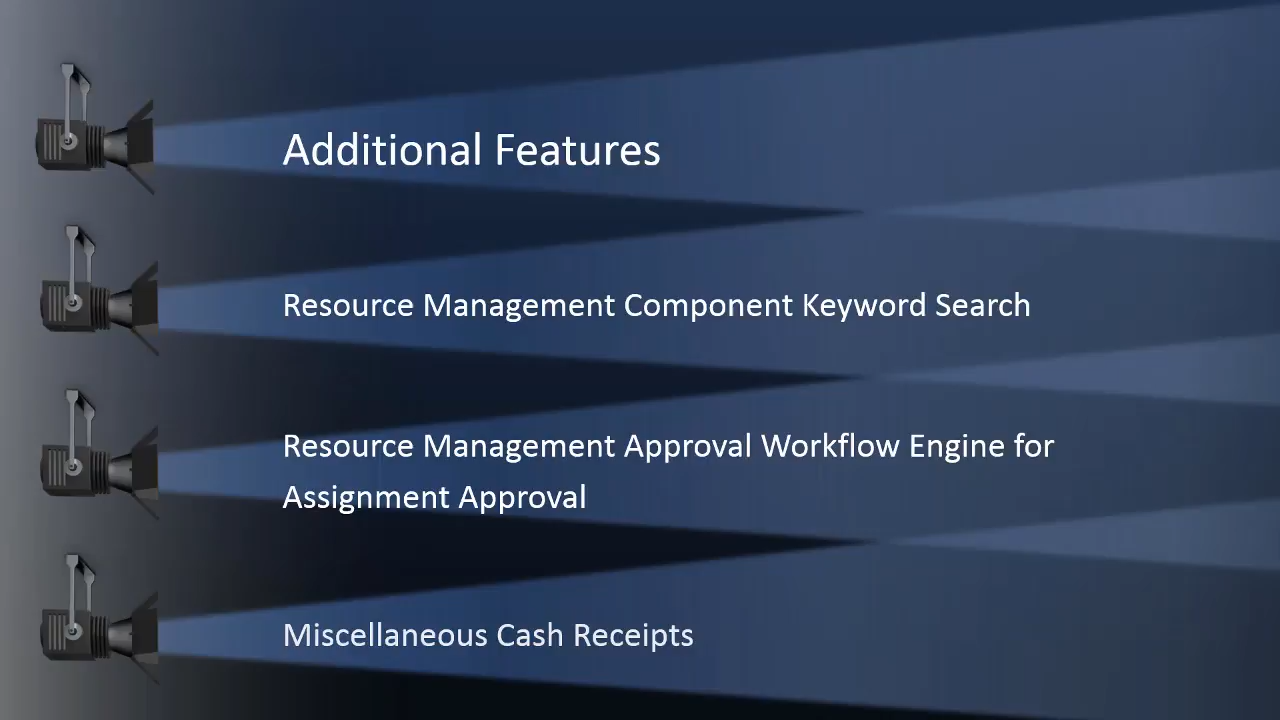 Additional Features
Resource Management Component Keyword Search
Resource Management Approval Workflow Engine for
Assignment Approval
Miscellaneous Cash Receipts